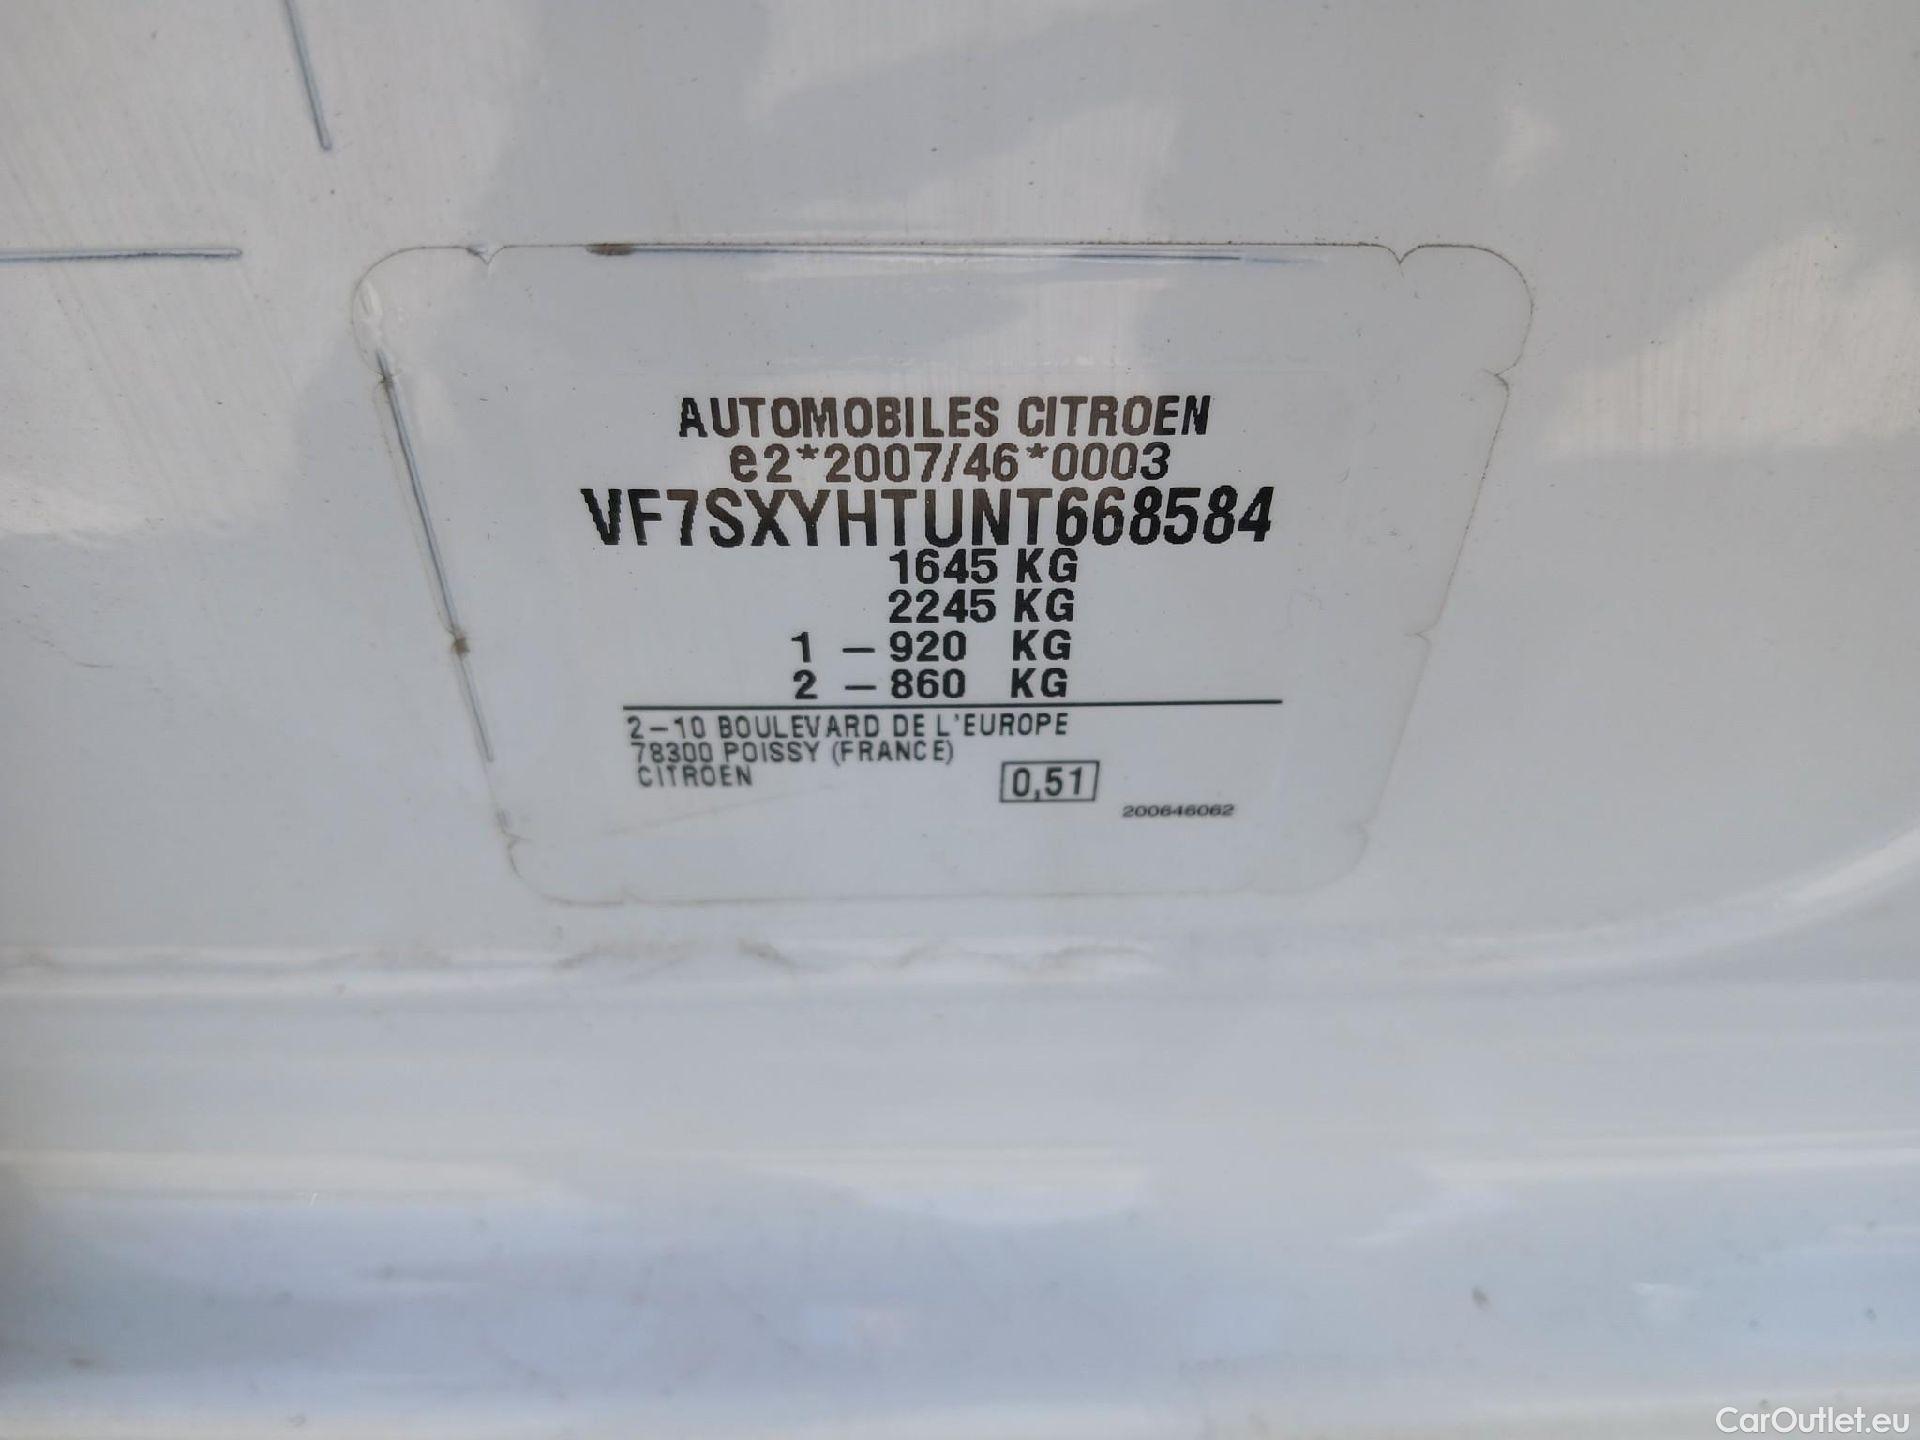 AUTOMOBILES CITROEN
e2*2007/46*0003
VF7SXYHTUNT668584
1645 KG
2245 KG
1 – 920 KG
2 – 860 KG
2–10 BOULEVARD DE L'EUROPE
78300 POISSY (FRANCE)
CITROEN
0,51
200646062
CarOutlet.eu